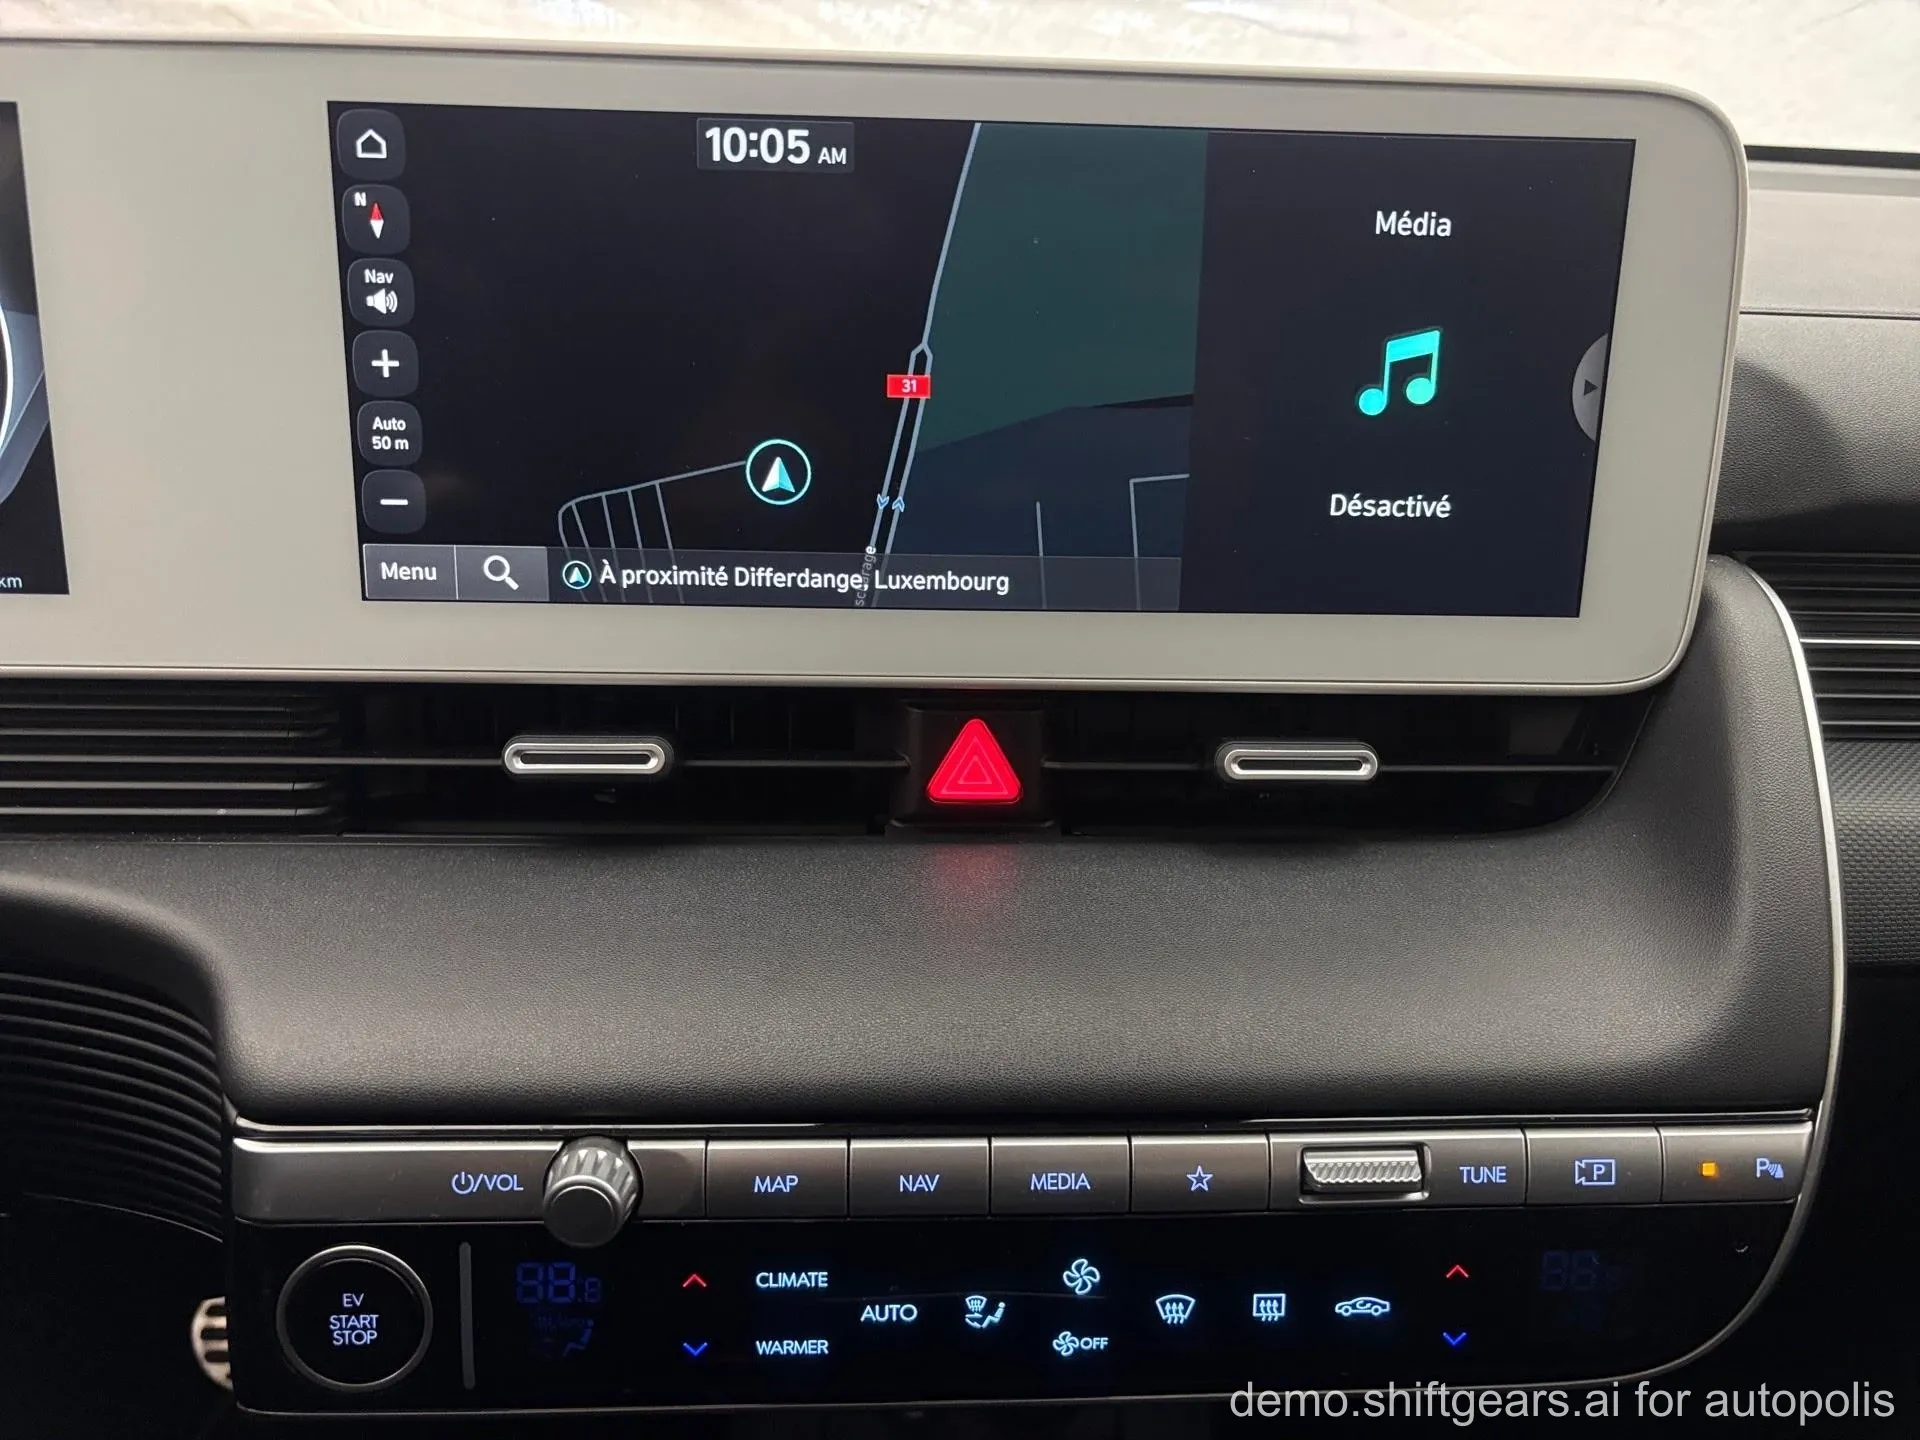 10:05 AM
N
Nav
Auto
50 m
31
Média
Désactivé
Menu
À proximité Differdange, Luxembourg
km
VOL
MAP
NAV
MEDIA
TUNE
P
P
EV
START
STOP
CLIMATE
AUTO
WARMER
OFF
demo.shiftgears.ai for autopolis